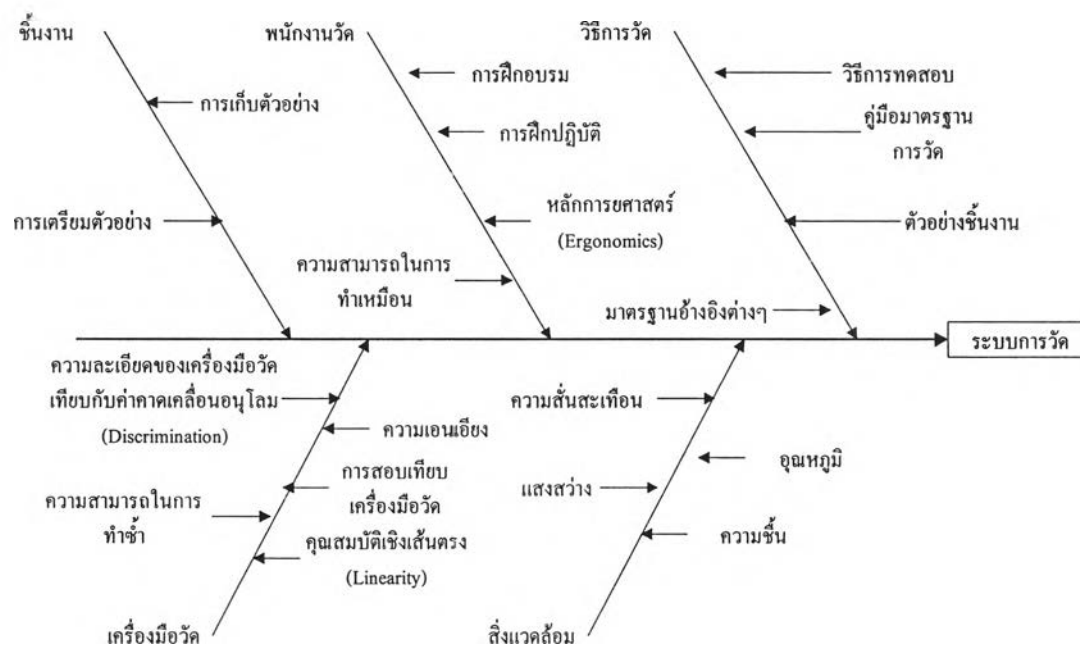 ชิ้นงาน
พนักงานวัด
วิธีการวัด
การฝึกอบรม
วิธีการทดสอบ
การเก็บตัวอย่าง
การฝึกปฏิบัติ
คู่มือมาตรฐาน
การวัด
การเตรียมตัวอย่าง
หลักการยศาสตร์
(Ergonomics)
ตัวอย่างชิ้นงาน
ความสามารถในการ
ทำเหมือน
มาตรฐานอ้างอิงต่างๆ
ระบบการวัด
ความละเอียดของเครื่องมือวัด
เทียบกับค่าคาดเคลื่อนอนุโลม
(Discrimination)
ความสั่นสะเทือน
ความเอนเอียง
อุณหภูมิ
การสอบเทียบ
เครื่องมือวัด
แสงสว่าง
ความสามารถในการ
ทำซ้ำ
ความชื้น
คุณสมบัติเชิงเส้นตรง
(Linearity)
เครื่องมือวัด
สิ่งแวดล้อม